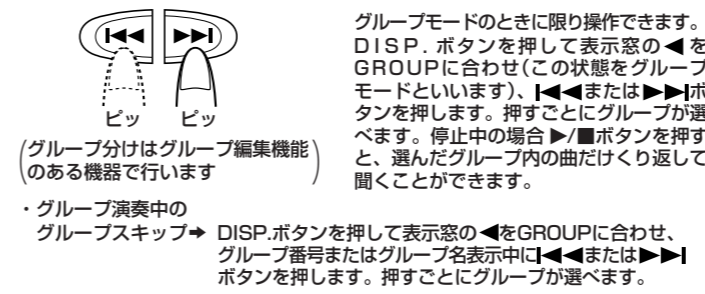 グループモードのときに限り操作できます。
DISP. ボタンを押して表示窓の◀を
GROUPに合わせ(この状態をグループ
モードといいます)、|◀◀または▶▶|ボ
タンを押します。押すごとにグループが選
べます。停止中の場合 ▶/■ボタンを押す
と、選んだグループ内の曲だけくり返して
聞くことができます。
|◀◀ ▶▶|
ピッ ピッ
(グループ分けはグループ編集機能
のある機器で行います)
・グループ演奏中の
グループスキップ➡ DISP.ボタンを押して表示窓の◀をGROUPに合わせ、
グループ番号またはグループ名表示中に|◀◀または▶▶|
ボタンを押します。押すごとにグループが選べます。